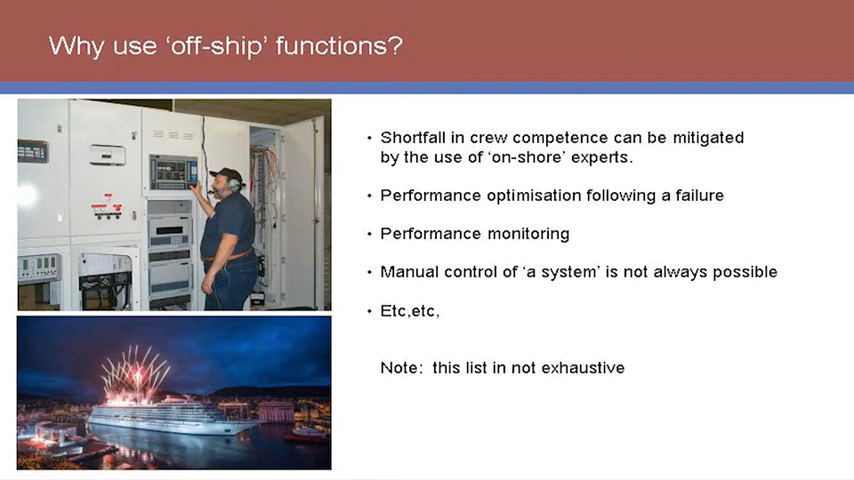 Why use ‘off-ship’ functions?
• Shortfall in crew competence can be mitigated
by the use of ‘on-shore’ experts.
• Performance optimisation following a failure
• Performance monitoring
• Manual control of ‘a system’ is not always possible
• Etc,etc,
Note:  this list in not exhaustive